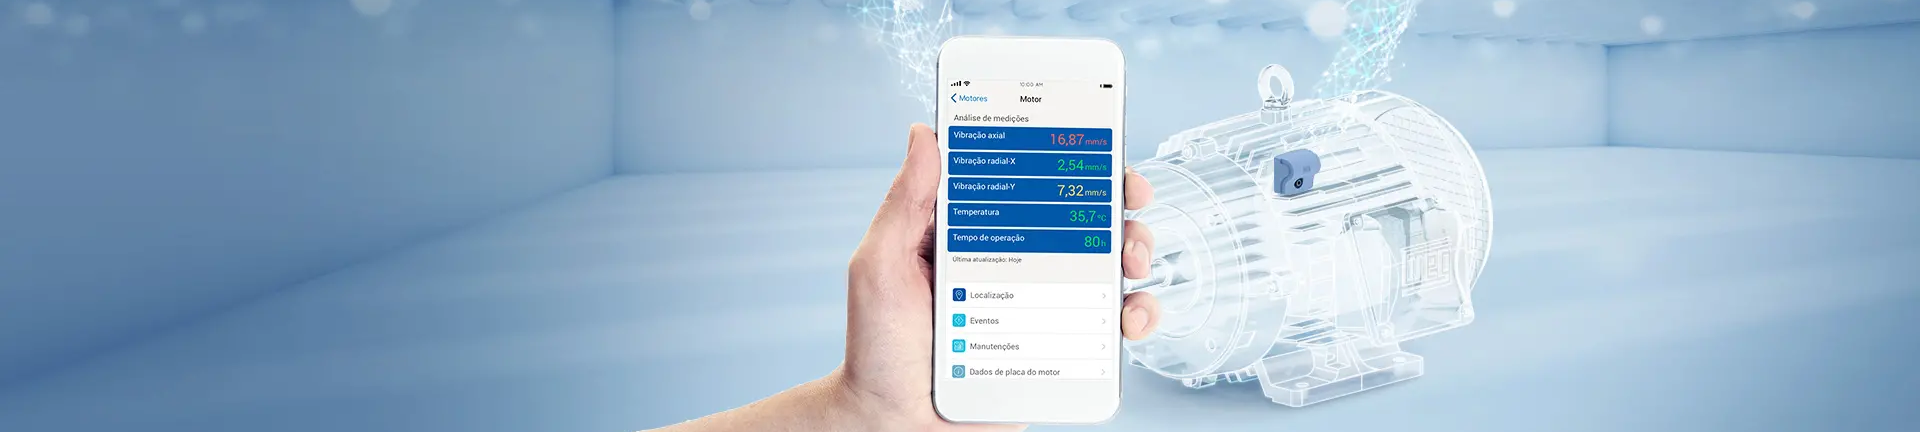 10:00 AM
Motores
Motor
Análise de medições
Vibração axial 16,87 mm/s
Vibração radial-X 2,54 mm/s
Vibração radial-Y 7,32 mm/s
Temperatura 35,7 °C
Tempo de operação 80 h
Última atualização: Hoje
Localização
Eventos
Manutenções
Dados de placa do motor
WEG